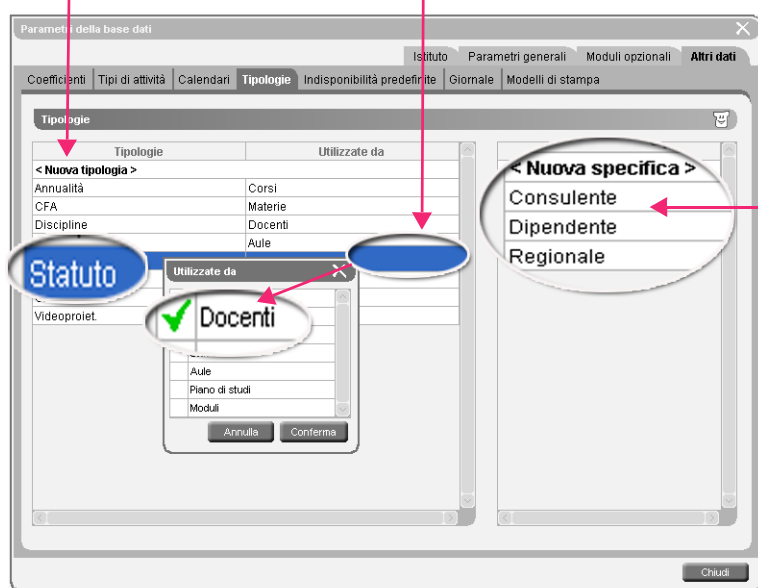 Parametri della base dati
Istituto Parametri generali Moduli opzionali Altri dati
Coefficienti Tipi di attività Calendari Tipologie Indisponibilità predefinite Giornale Modelli di stampa
Tipologie
Tipologie Utilizzate da
< Nuova tipologia >
Annualità Corsi
CFA Materie
Discipline Docenti
Aule
Statuto
Videoproiet.
Utilizzate da
Docenti
Aule
Piano di studi
Moduli
Annulla Conferma
< Nuova specifica >
Consulente
Dipendente
Regionale
Chiudi